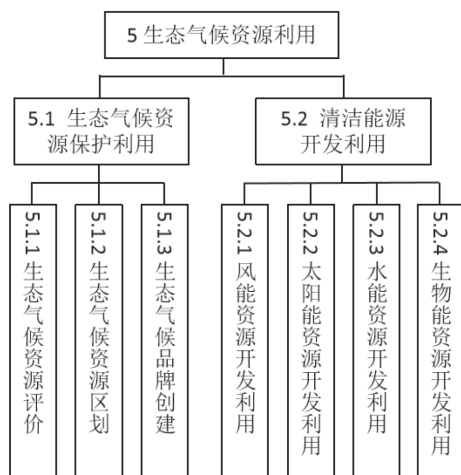 5 生态气候资源利用
5.1 生态气候资
源保护利用
5.2 清洁能源
开发利用
5.1.1 生态气候资源评价
5.1.2 生态气候资源区划
5.1.3 生态气候品牌创建
5.2.1 风能资源开发利用
5.2.2 太阳能资源开发利用
5.2.3 水能资源开发利用
5.2.4 生物能资源开发利用